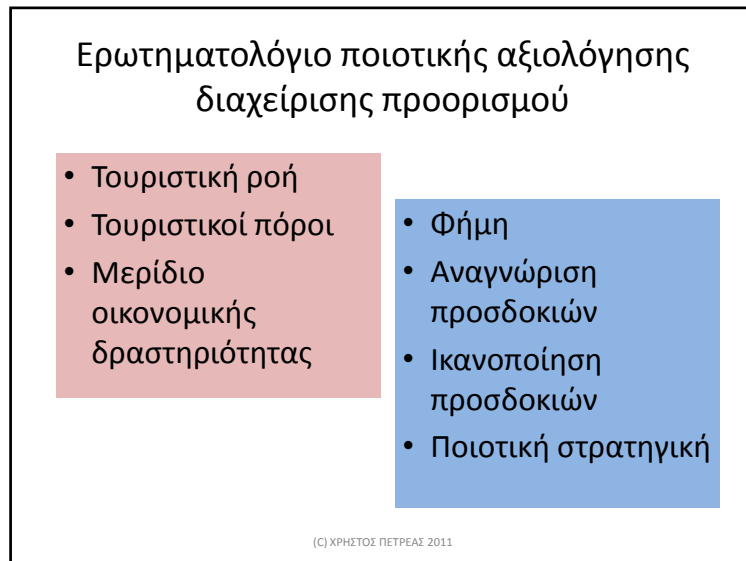 Ερωτηματολόγιο ποιοτικής αξιολόγησης
διαχείρισης προορισμού
• Τουριστική ροή
• Τουριστικοί πόροι
• Μερίδιο
οικονομικής
δραστηριότητας
• Φήμη
• Αναγνώριση
προσδοκιών
• Ικανοποίηση
προσδοκιών
• Ποιοτική στρατηγική
(C) ΧΡΗΣΤΟΣ ΠΕΤΡΕΑΣ 2011